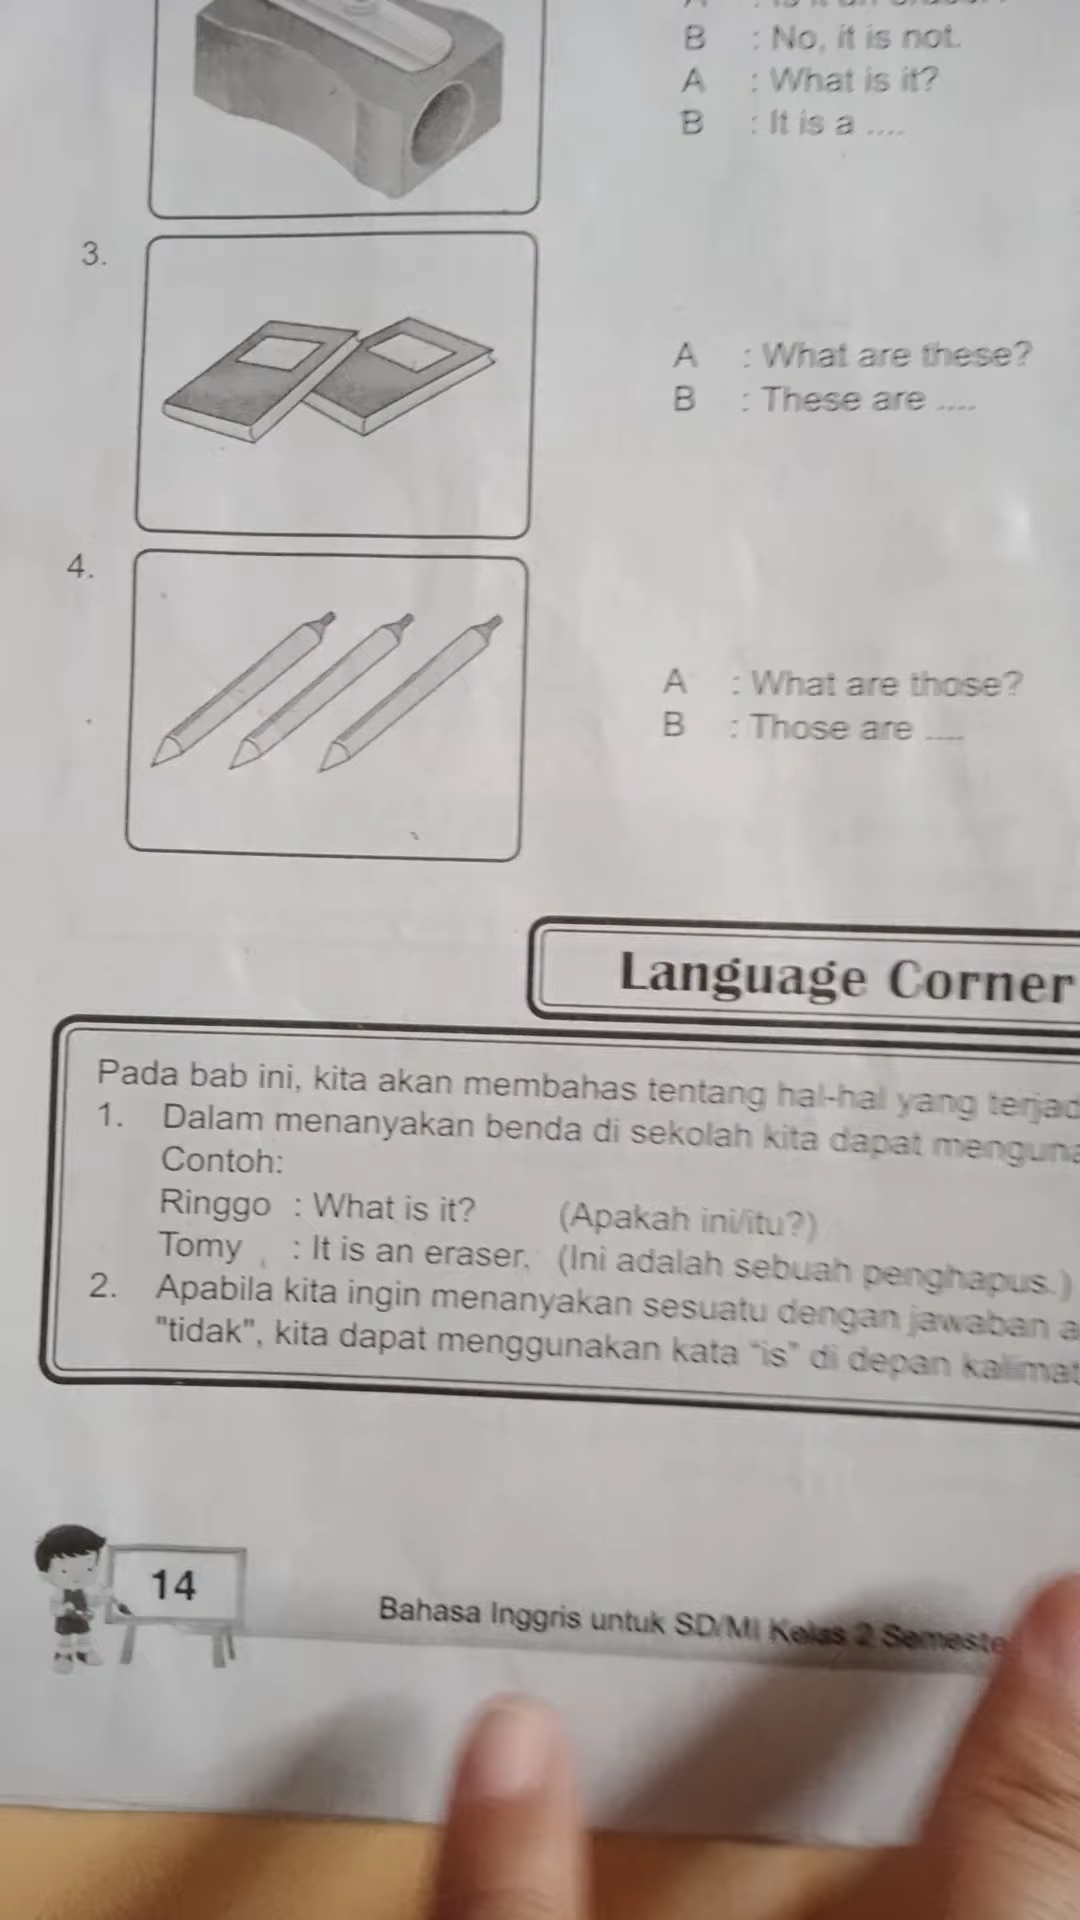 B : No, it is not.
A : What is it?
B : It is a ....
3.
A : What are these?
B : These are ....
4.
A : What are those?
B : Those are ....
Language Corner
Pada bab ini, kita akan membahas tentang hal-hal yang terjad
1. Dalam menanyakan benda di sekolah kita dapat menguna
Contoh:
Ringgo : What is it? (Apakah ini/itu?)
Tomy : It is an eraser. (Ini adalah sebuah penghapus.)
2. Apabila kita ingin menanyakan sesuatu dengan jawaban a
"tidak", kita dapat menggunakan kata “is” di depan kalimat
14
Bahasa Inggris untuk SD/MI Kelas 2 Semeste